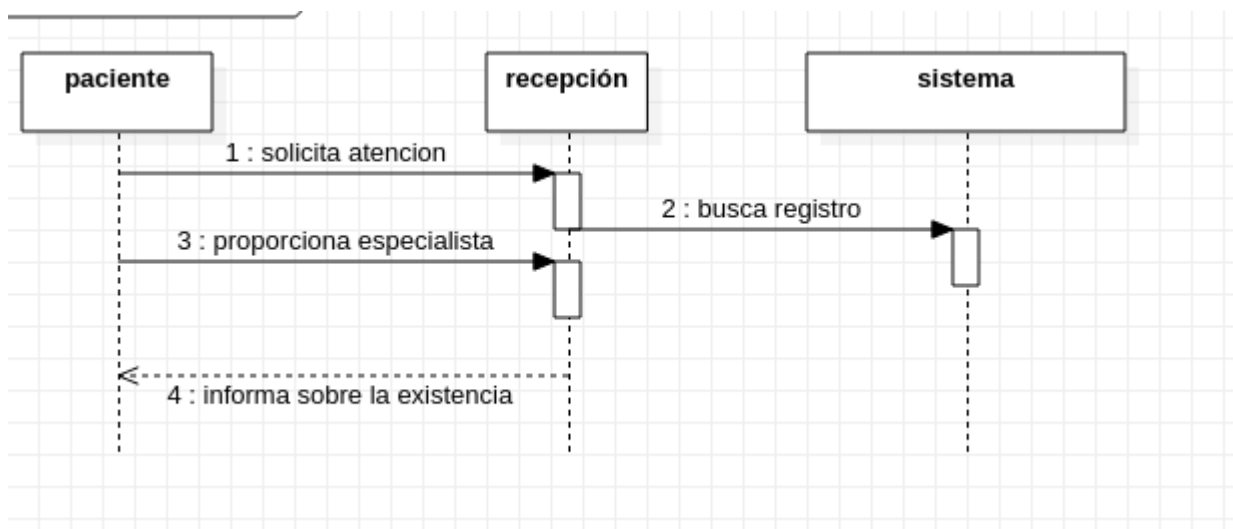 paciente
recepción
sistema
1 : solicita atencion
2 : busca registro
3 : proporciona especialista
4 : informa sobre la existencia